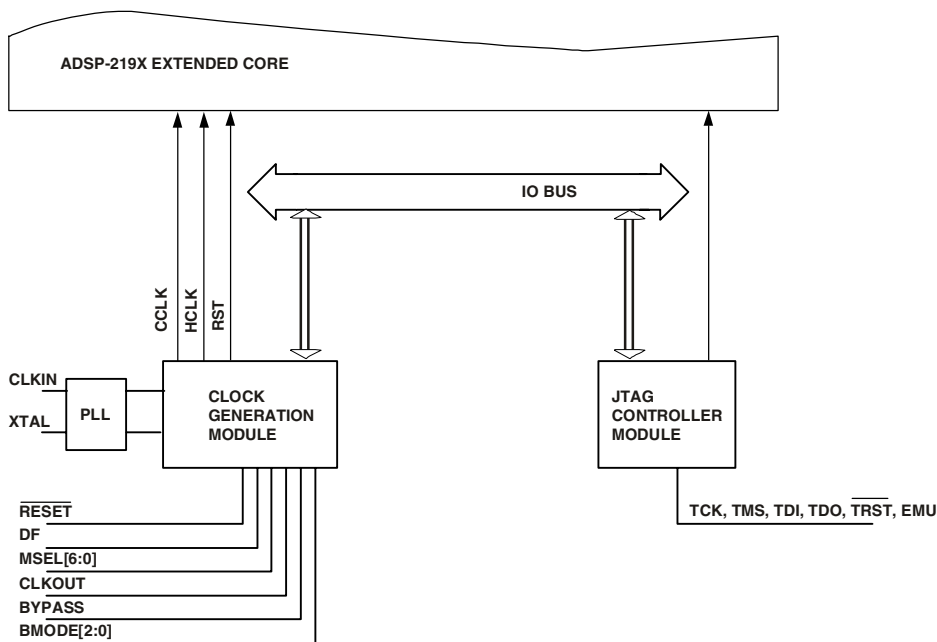 ADSP-219X EXTENDED CORE
IO BUS
CCLK
HCLK
RST
CLKIN
XTAL
PLL
CLOCK
GENERATION
MODULE
JTAG
CONTROLLER
MODULE
RESET
DF
MSEL[6:0]
CLKOUT
BYPASS
BMODE[2:0]
TCK, TMS, TDI, TDO, TRST, EMU